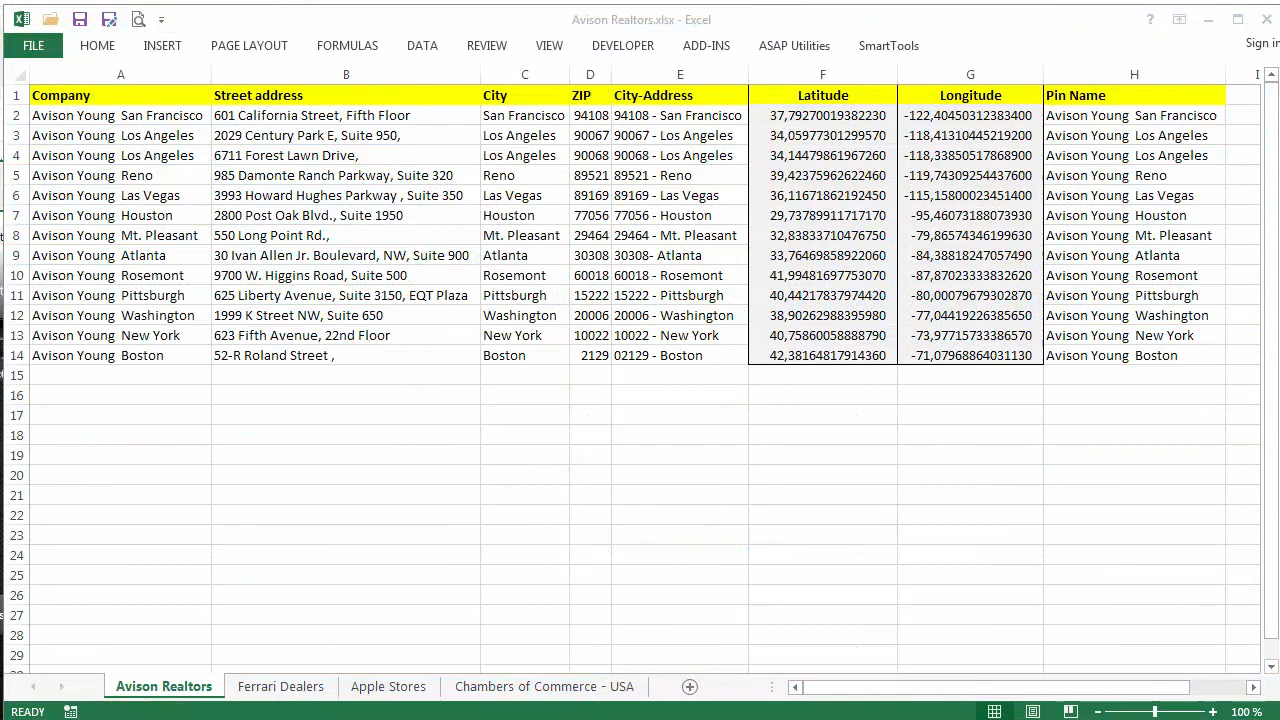 Avison Realtors.xlsx - Excel
?
FILE HOME INSERT PAGE LAYOUT FORMULAS DATA REVIEW VIEW DEVELOPER ADD-INS ASAP Utilities SmartTools Sign in
A B C D E F G H I
1 Company Street address City ZIP City-Address Latitude Longitude Pin Name
2 Avison Young San Francisco 601 California Street, Fifth Floor San Francisco 94108 94108 - San Francisco 37,79270019382230 -122,40450312383400 Avison Young San Francisco
3 Avison Young Los Angeles 2029 Century Park E, Suite 950, Los Angeles 90067 90067 - Los Angeles 34,05977301299570 -118,41310445219200 Avison Young Los Angeles
4 Avison Young Los Angeles 6711 Forest Lawn Drive, Los Angeles 90068 90068 - Los Angeles 34,14479861967260 -118,33850517868900 Avison Young Los Angeles
5 Avison Young Reno 985 Damonte Ranch Parkway, Suite 320 Reno 89521 89521 - Reno 39,42375962622460 -119,74309254437600 Avison Young Reno
6 Avison Young Las Vegas 3993 Howard Hughes Parkway , Suite 350 Las Vegas 89169 89169 - Las Vegas 36,11671862192450 -115,15800023451400 Avison Young Las Vegas
7 Avison Young Houston 2800 Post Oak Blvd., Suite 1950 Houston 77056 77056 - Houston 29,73789911717170 -95,46073188073930 Avison Young Houston
8 Avison Young Mt. Pleasant 550 Long Point Rd., Mt. Pleasant 29464 29464 - Mt. Pleasant 32,83833710476750 -79,86574346199630 Avison Young Mt. Pleasant
9 Avison Young Atlanta 30 Ivan Allen Jr. Boulevard, NW, Suite 900 Atlanta 30308 30308- Atlanta 33,76469858922060 -84,38818247057490 Avison Young Atlanta
10 Avison Young Rosemont 9700 W. Higgins Road, Suite 500 Rosemont 60018 60018 - Rosemont 41,99481697753070 -87,87023333832620 Avison Young Rosemont
11 Avison Young Pittsburgh 625 Liberty Avenue, Suite 3150, EQT Plaza Pittsburgh 15222 15222 - Pittsburgh 40,44217837974420 -80,00079679302870 Avison Young Pittsburgh
12 Avison Young Washington 1999 K Street NW, Suite 650 Washington 20006 20006 - Washington 38,90262988395930 -77,04419226385650 Avison Young Washington
13 Avison Young New York 623 Fifth Avenue, 22nd Floor New York 10022 10022 - New York 40,75860058888790 -73,97715733386570 Avison Young New York
14 Avison Young Boston 52-R Roland Street , Boston 2129 02129 - Boston 42,38164817914360 -71,07968864031130 Avison Young Boston
15
16
17
18
19
20
21
22
23
24
25
26
27
28
29
Avison Realtors Ferrari Dealers Apple Stores Chambers of Commerce - USA
READY 100 %